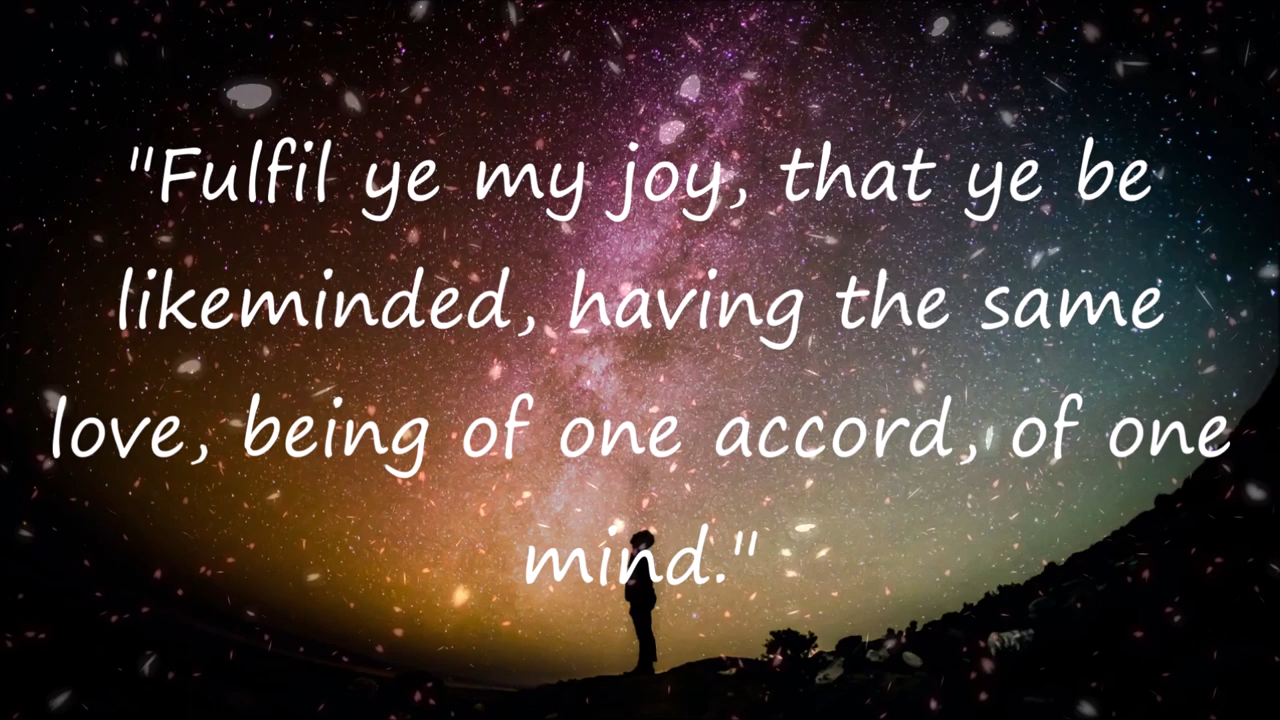 "Fulfil ye my joy, that ye be
likeminded, having the same
love, being of one accord, of one
mind."